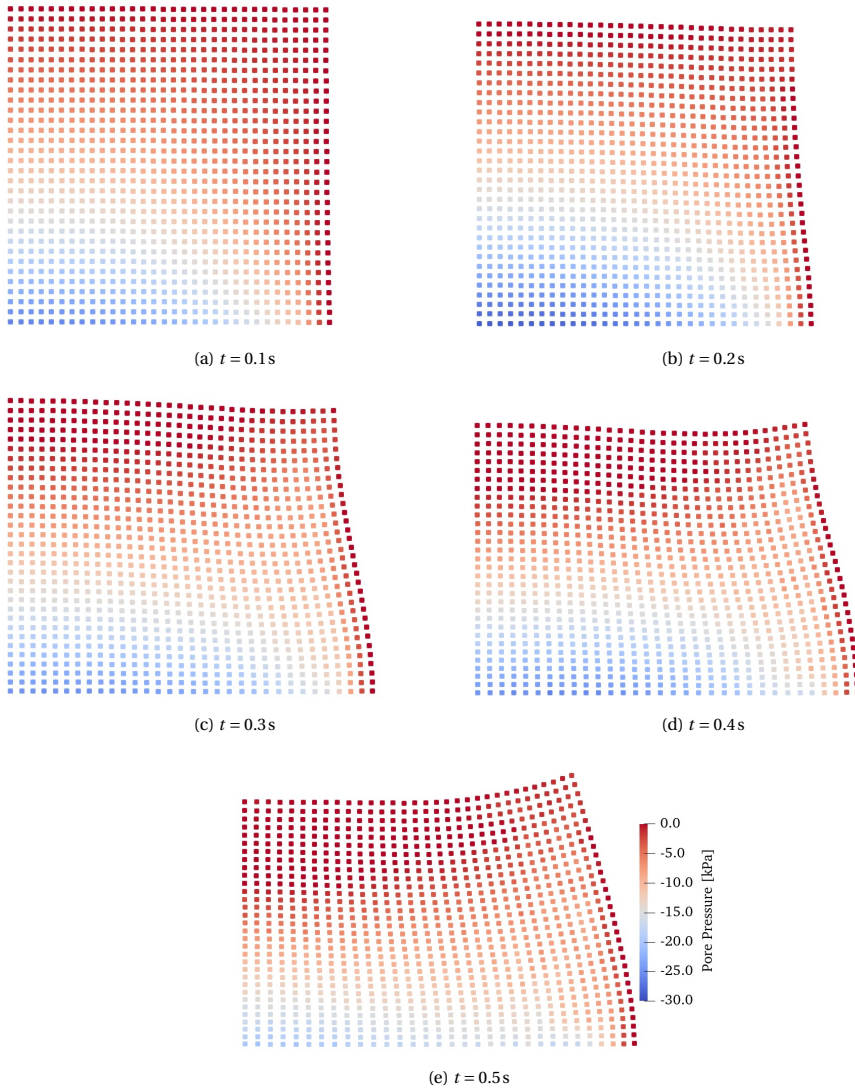 (a) t = 0.1 s
(b) t = 0.2 s
(c) t = 0.3 s
(d) t = 0.4 s
0.0
-5.0
-10.0
-15.0
-20.0
-25.0
-30.0
Pore Pressure [kPa]
(e) t = 0.5 s